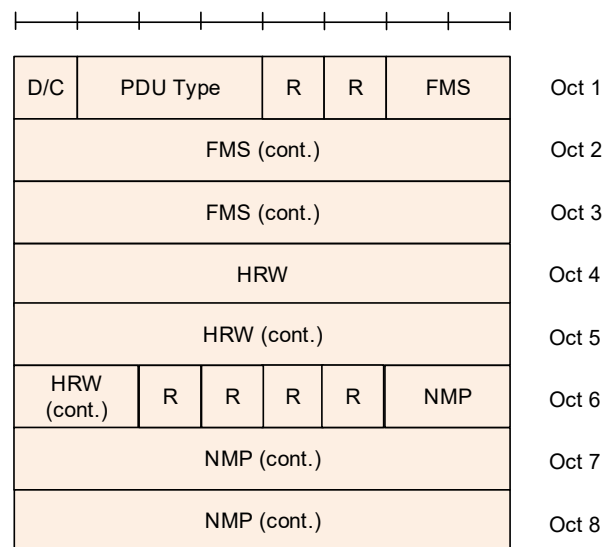 D/C PDU Type R R FMS Oct 1
FMS (cont.) Oct 2
FMS (cont.) Oct 3
HRW Oct 4
HRW (cont.) Oct 5
HRW
(cont.) R R R R NMP Oct 6
NMP (cont.) Oct 7
NMP (cont.) Oct 8